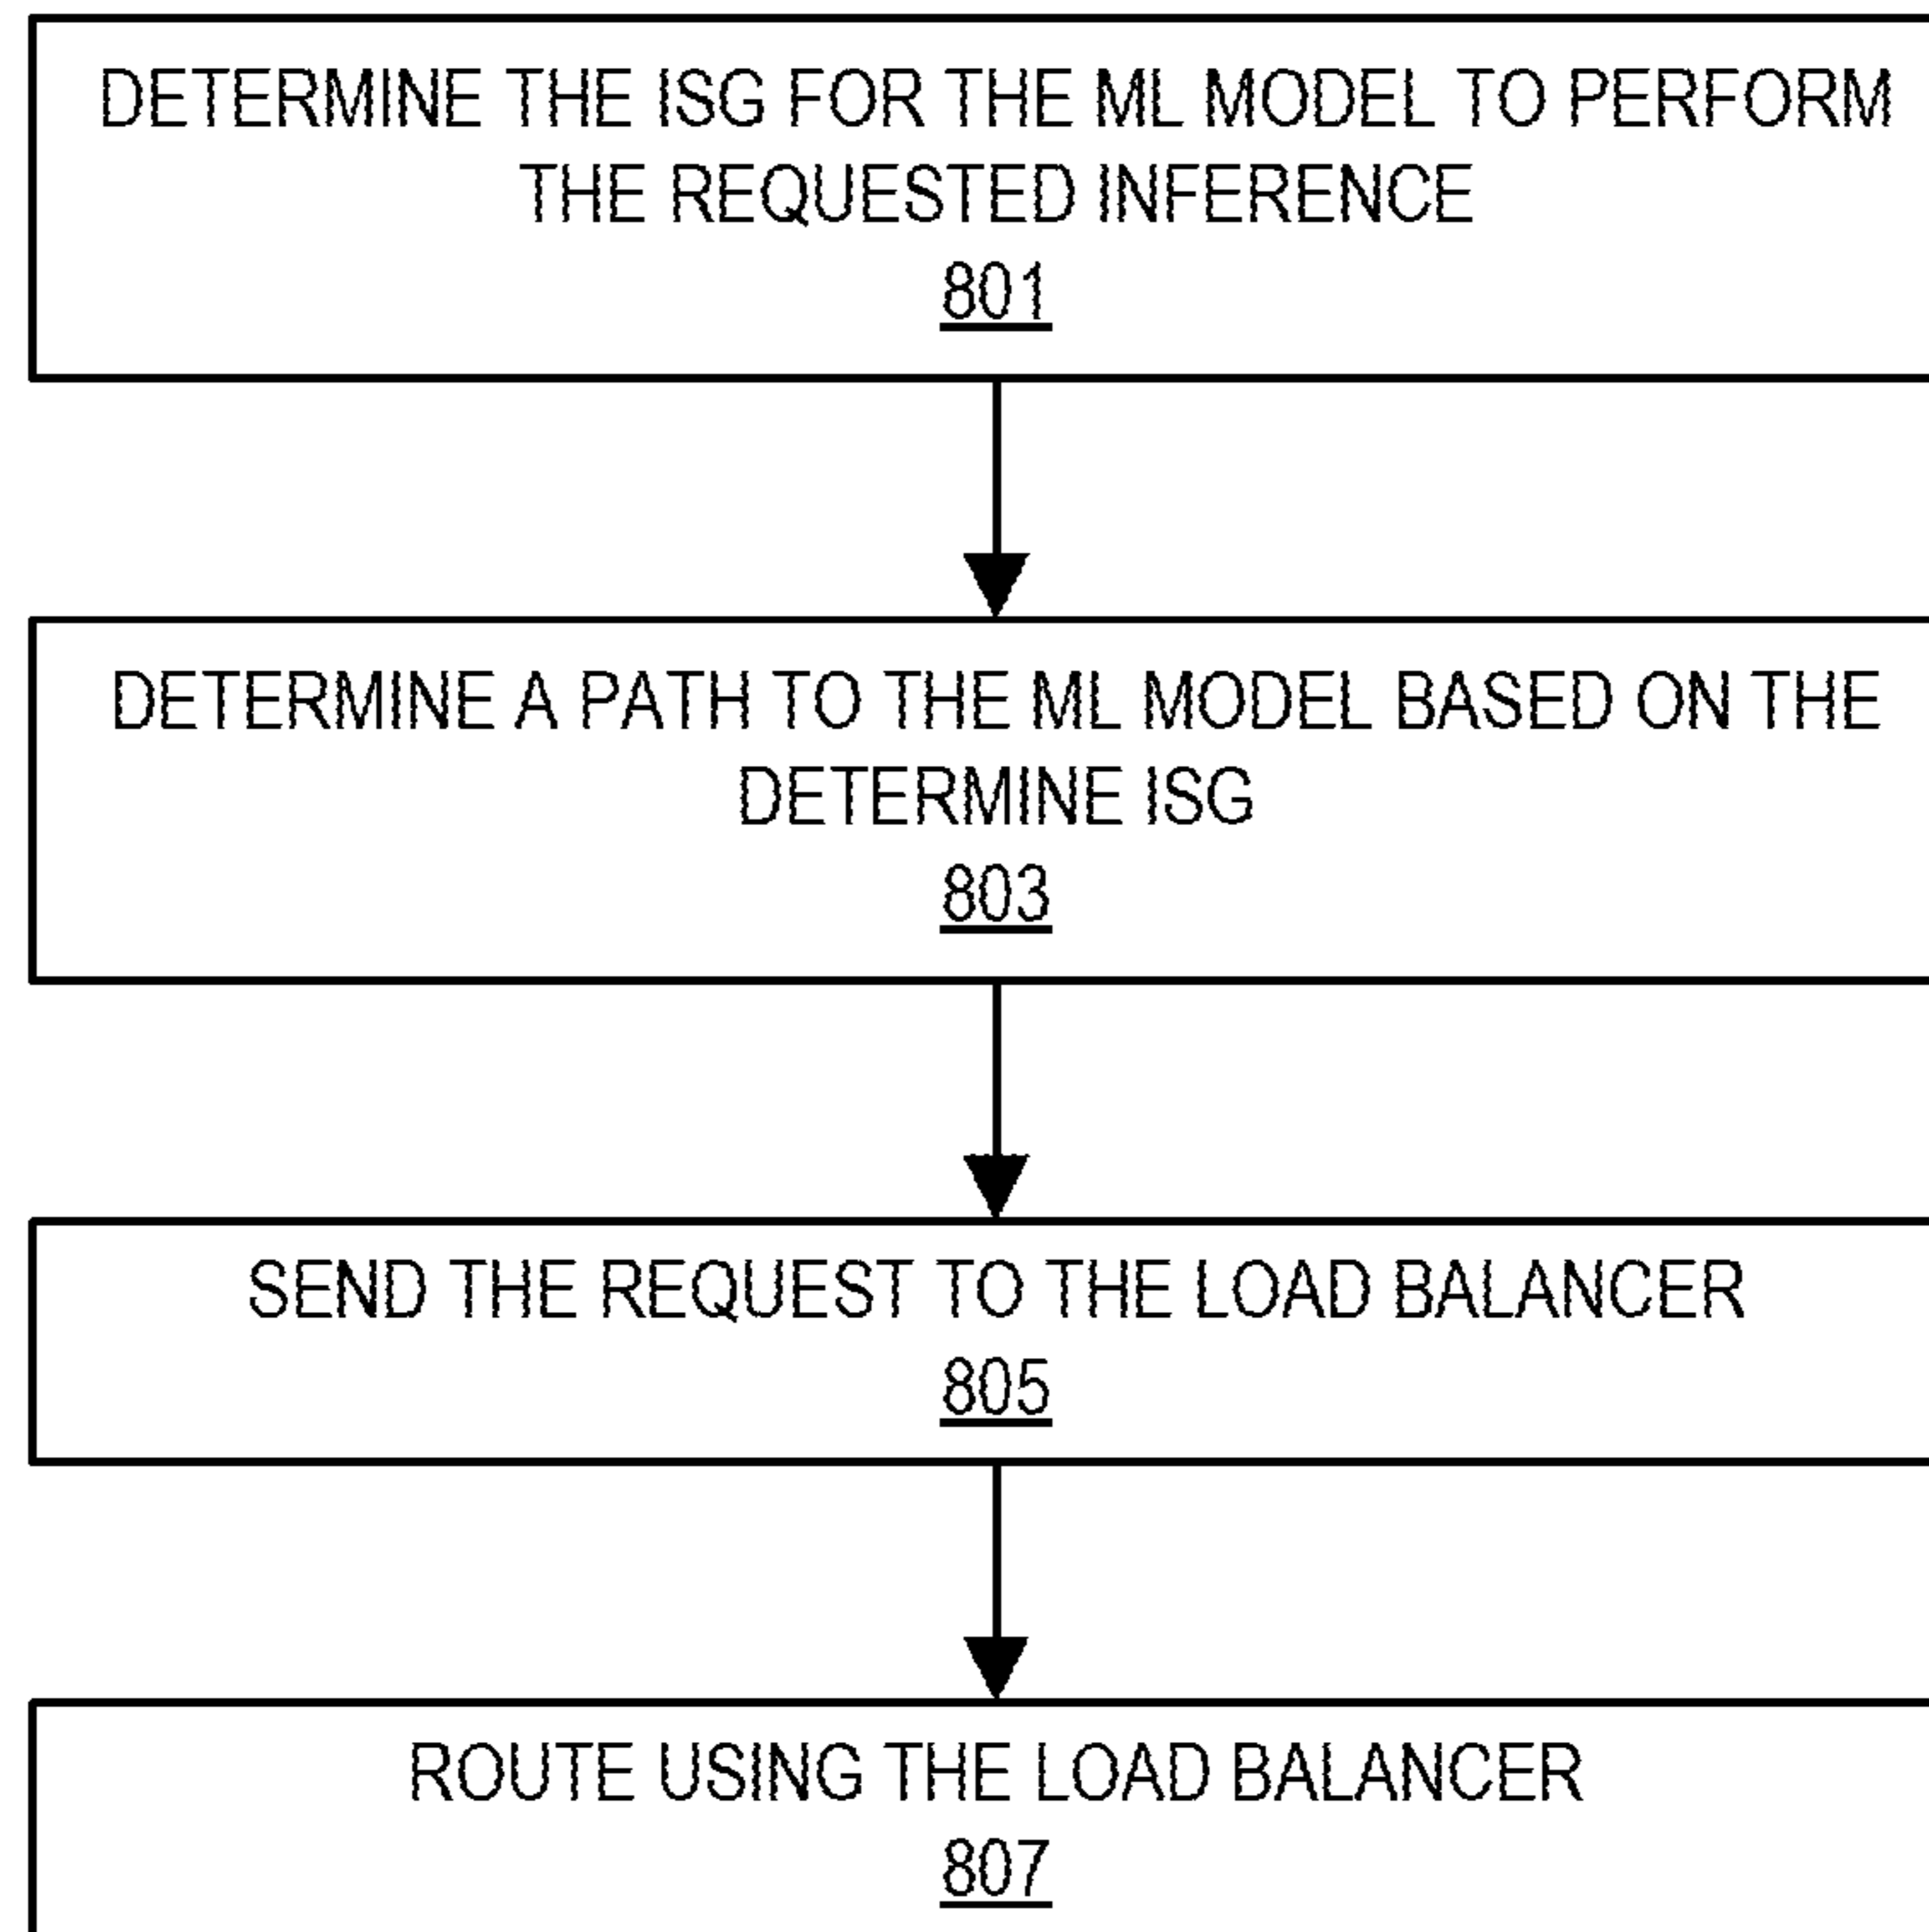 DETERMINE THE ISG FOR THE ML MODEL TO PERFORM
THE REQUESTED INFERENCE
801
DETERMINE A PATH TO THE ML MODEL BASED ON THE
DETERMINE ISG
803
SEND THE REQUEST TO THE LOAD BALANCER
805
ROUTE USING THE LOAD BALANCER
807